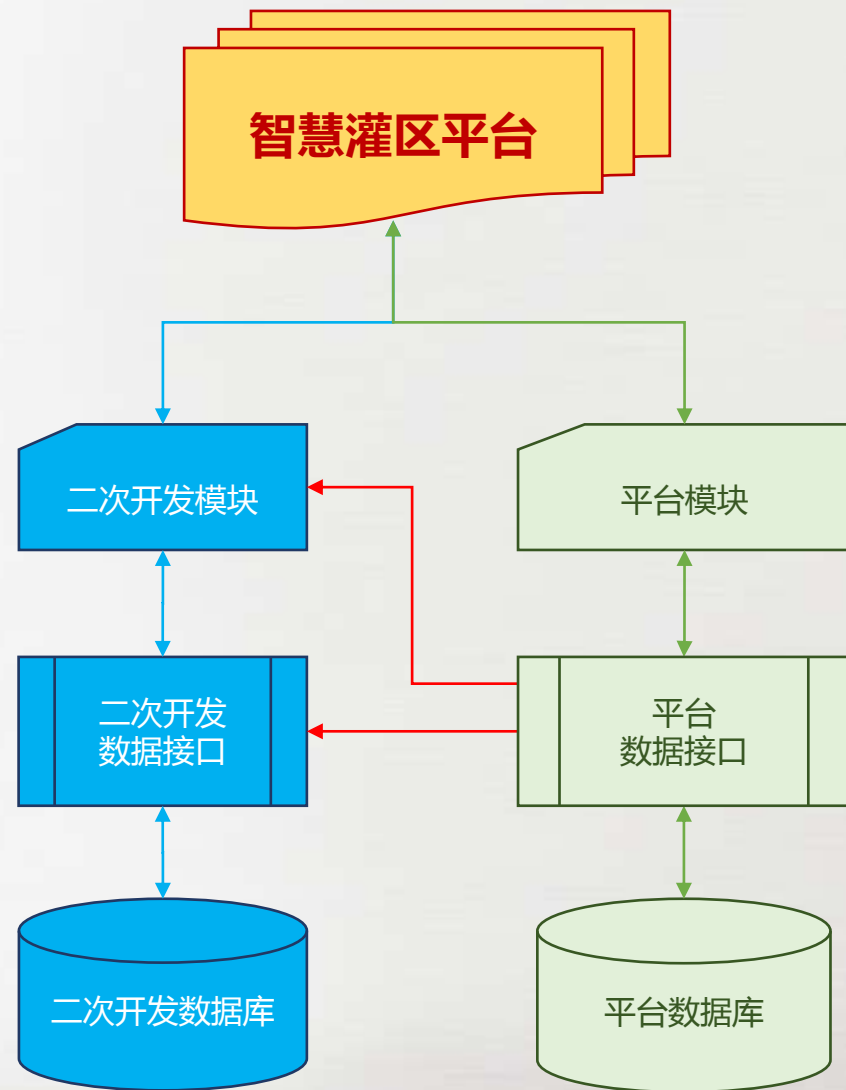 智慧灌区平台
二次开发模块
平台模块
二次开发
数据接口
平台
数据接口
二次开发数据库
平台数据库